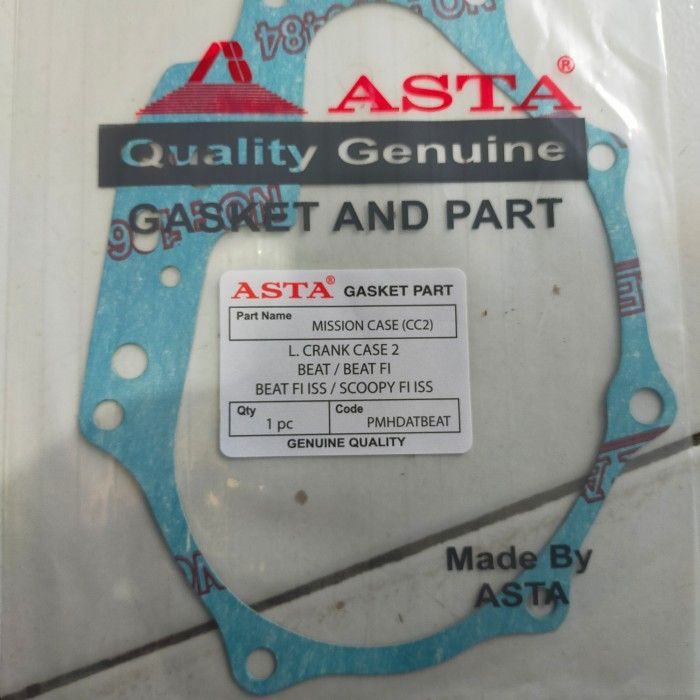 ASTA®
Quality Genuine
GASKET AND PART
ASTA® GASKET PART
Part Name
MISSION CASE (CC2)
L. CRANK CASE 2
BEAT / BEAT FI
BEAT FI ISS / SCOOPY FI ISS
Qty
1 pc
Code
PMHDATBEAT
GENUINE QUALITY
Made By
ASTA